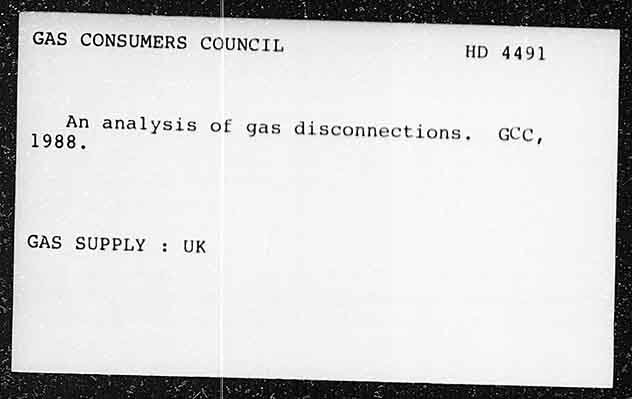 GAS CONSUMERS COUNCIL HD 4491
An analysis of gas disconnections. GCC,
1988.
GAS SUPPLY : UK